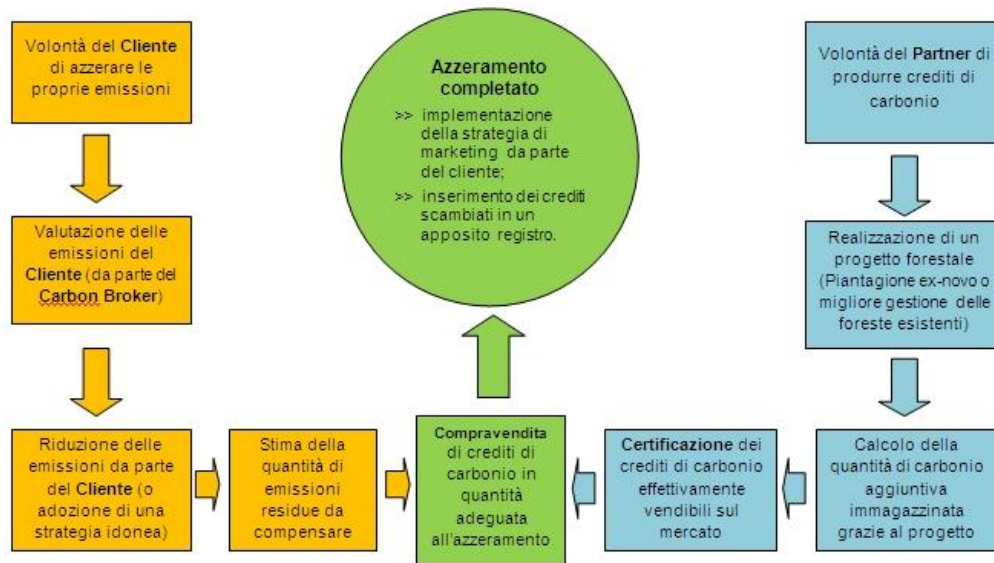 Volontà del Cliente
di azzerare le
proprie emissioni
Valutazione delle
emissioni del
Cliente (da parte del
Carbon Broker)
Riduzione delle
emissioni da parte
del Cliente (o
adozione di una
strategia idonea)
Stima della
quantità di
emissioni
residue da
compensare
Compravendita
di crediti di
carbonio in
quantità
adeguata
all'azzeramento
Azzeramento
completato
>> implementazione
della strategia di
marketing da parte
del cliente;
>> inserimento dei crediti
scambiati in un
apposito registro.
Volontà del Partner di
produrre crediti di
carbonio
Realizzazione di un
progetto forestale
(Piantagione ex-novo o
migliore gestione delle
foreste esistenti)
Calcolo della
quantità di carbonio
aggiuntiva
immagazzinata
grazie al progetto
Certificazione dei
crediti di carbonio
effettivamente
vendibili sul
mercato